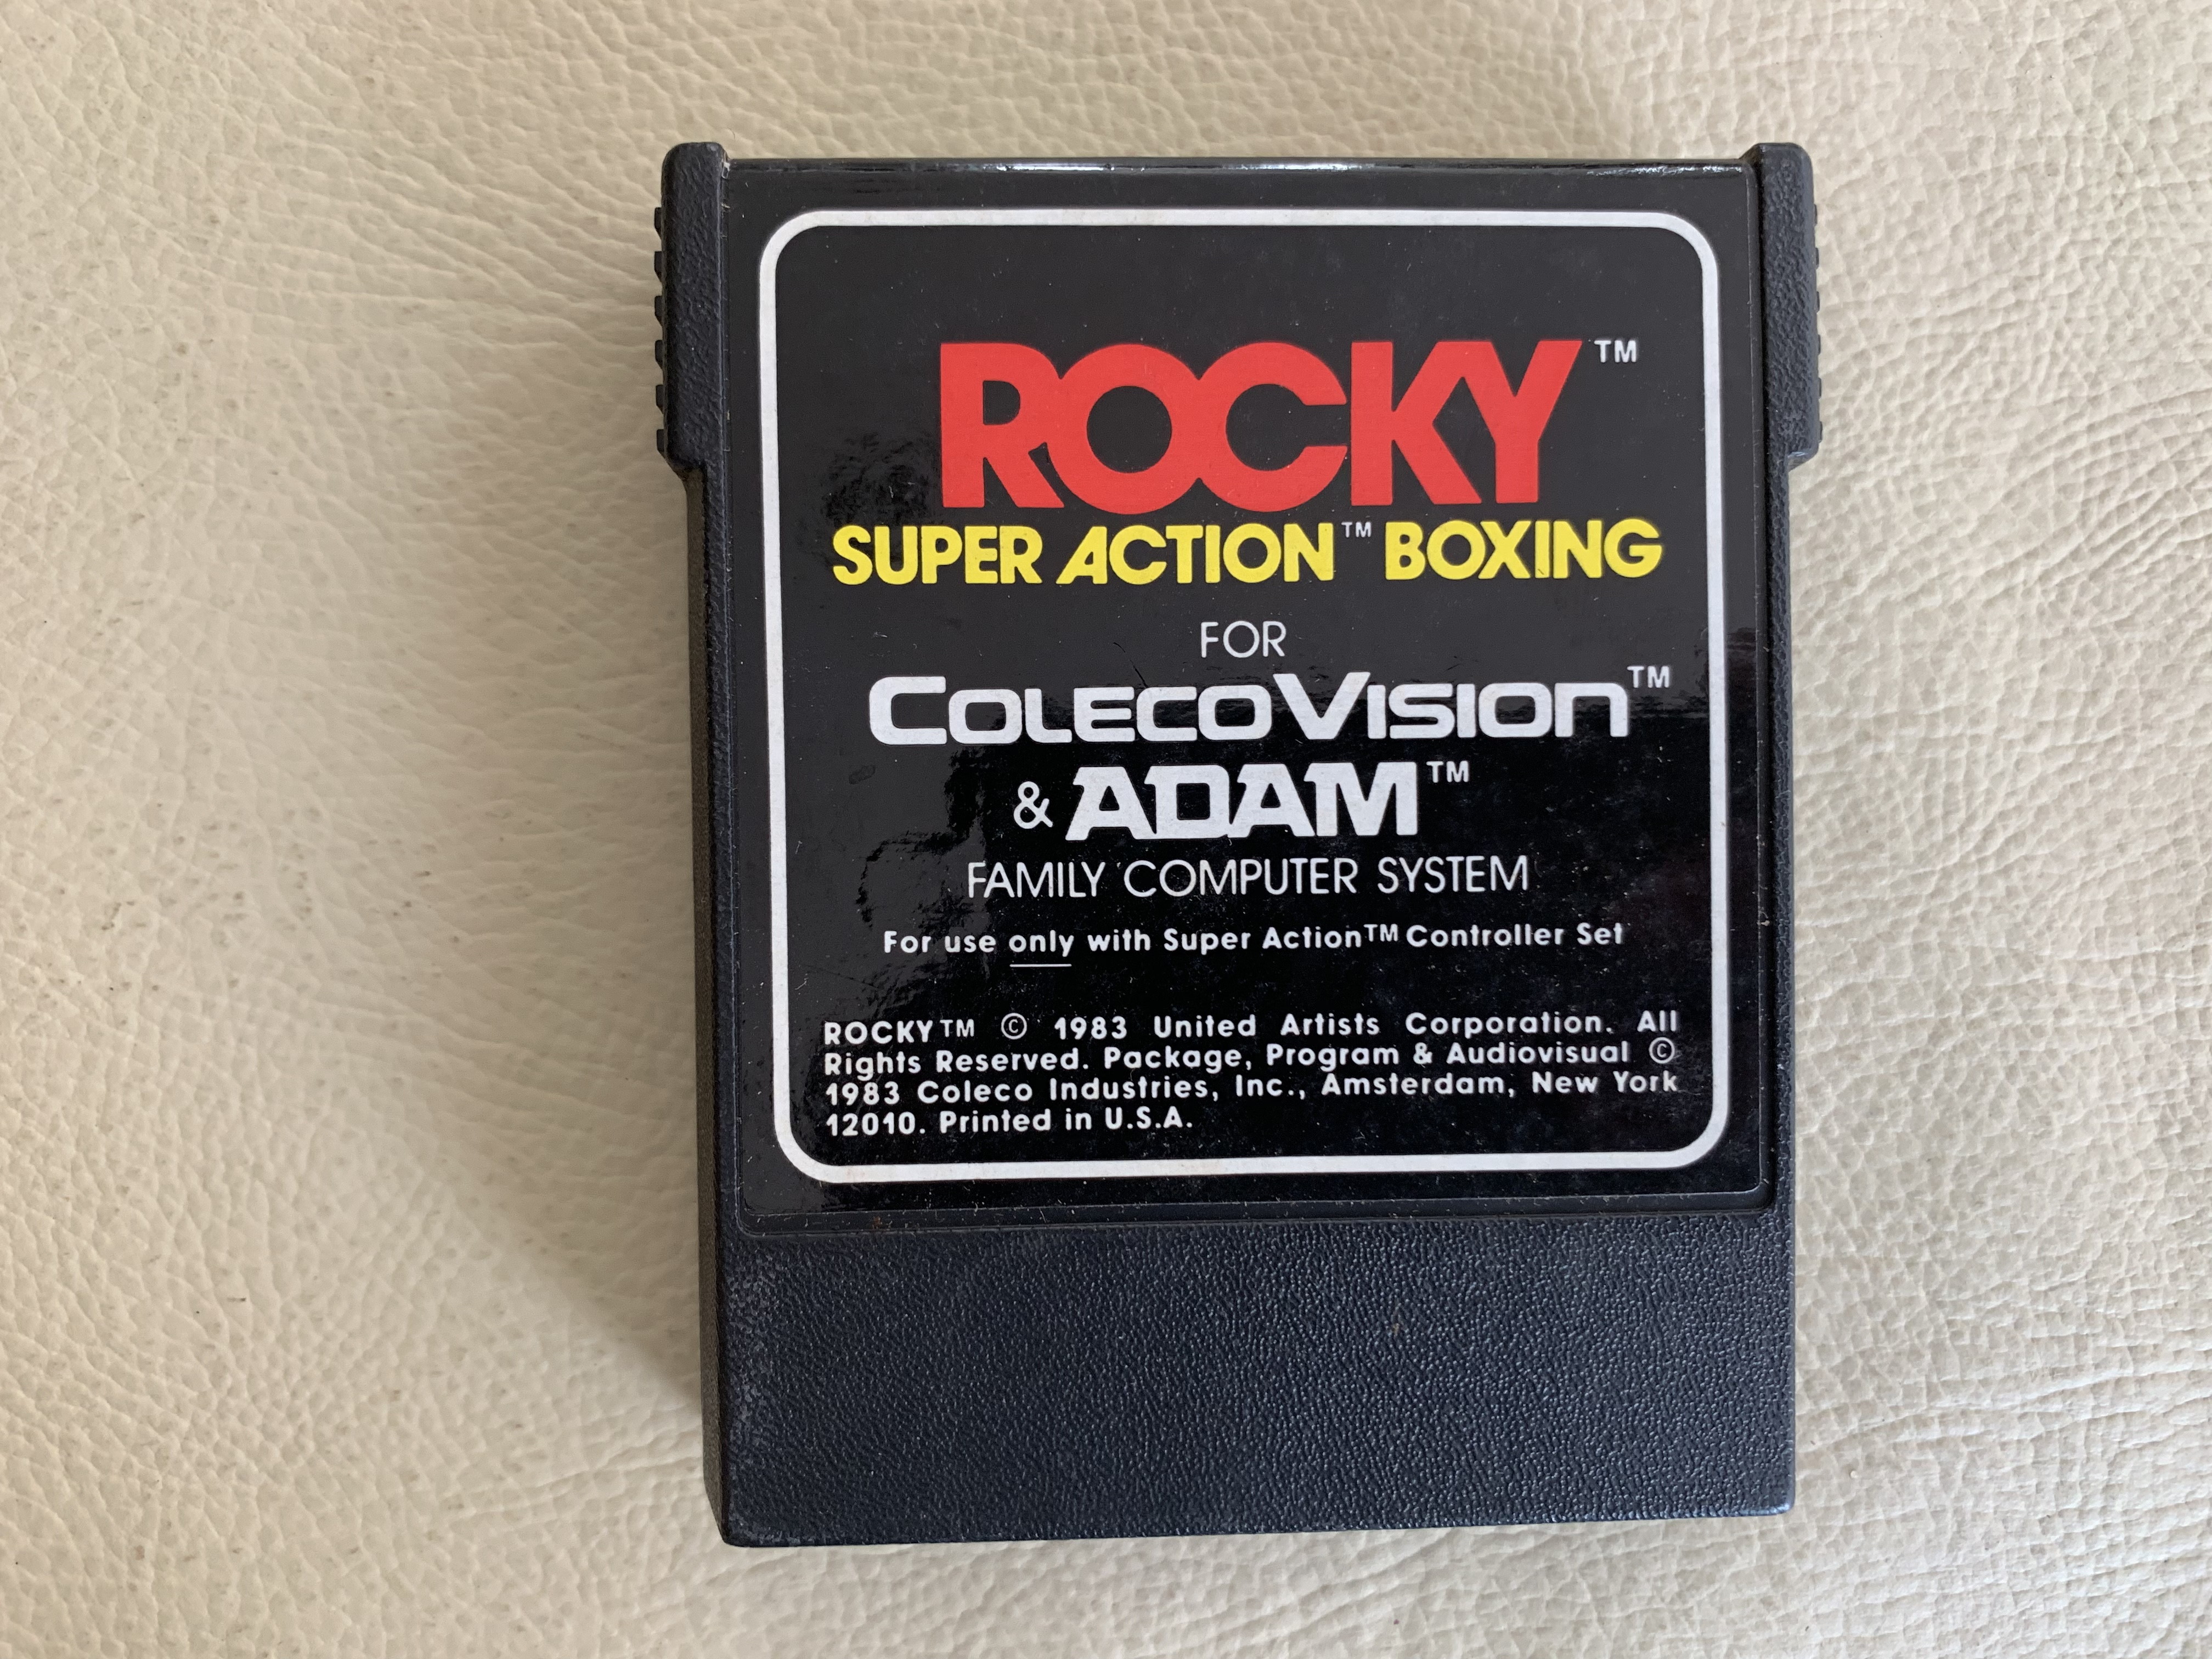 ROCKY™
SUPER ACTION™ BOXING
FOR
COLECOVISION™
& ADAM™
FAMILY COMPUTER SYSTEM
For use only with Super Action™ Controller Set
ROCKY™ © 1983 United Artists Corporation. All
Rights Reserved. Package, Program & Audiovisual ©
1983 Coleco Industries, Inc., Amsterdam, New York
12010. Printed in U.S.A.